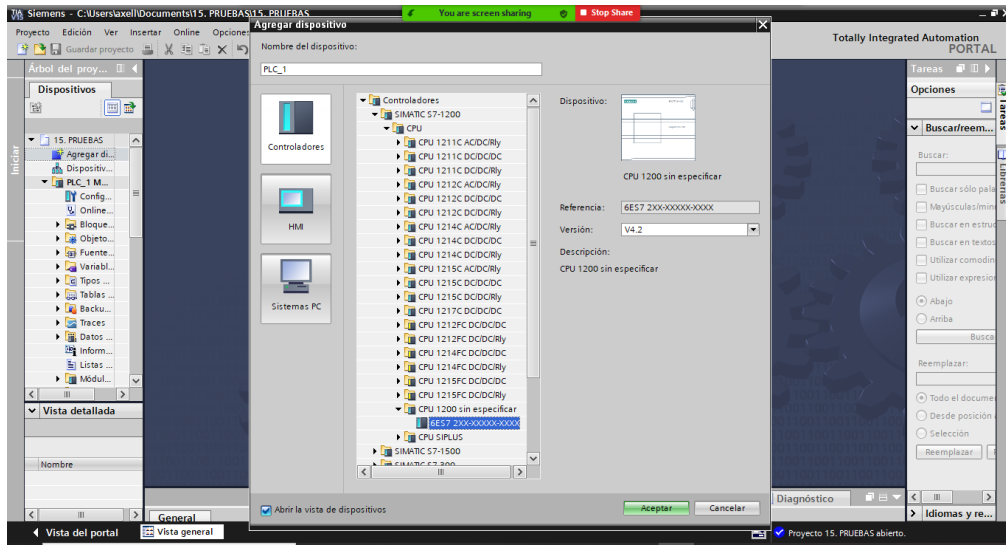 Siemens - C:\Users\axell\Documents\15. PRUEBAS\15. PRUEBAS
You are screen sharing
Stop Share
Proyecto Edición Ver Insertar Online Opciones
Guardar proyecto
Totally Integrated Automation
PORTAL
Árbol del proy...
Dispositivos
Iniciar
15. PRUEBAS
Agregar di...
Dispositiv...
PLC_1 M...
Config...
Online...
Bloque...
Objeto...
Fuente...
Variabl...
Tipos ...
Tablas ...
Backu...
Traces
Datos ...
Inform...
Listas ...
Módul...
Vista detallada
Nombre
General
Agregar dispositivo
Nombre del dispositivo:
PLC_1
Controladores
HMI
Sistemas PC
Controladores
SIMATIC S7-1200
CPU
CPU 1211C AC/DC/Rly
CPU 1211C DC/DC/DC
CPU 1211C DC/DC/Rly
CPU 1212C AC/DC/Rly
CPU 1212C DC/DC/DC
CPU 1212C DC/DC/Rly
CPU 1214C AC/DC/Rly
CPU 1214C DC/DC/DC
CPU 1214C DC/DC/Rly
CPU 1215C AC/DC/Rly
CPU 1215C DC/DC/DC
CPU 1215C DC/DC/Rly
CPU 1217C DC/DC/DC
CPU 1212FC DC/DC/DC
CPU 1212FC DC/DC/Rly
CPU 1214FC DC/DC/DC
CPU 1214FC DC/DC/Rly
CPU 1215FC DC/DC/DC
CPU 1215FC DC/DC/Rly
CPU 1200 sin especificar
6ES7 2XX-XXXXX-XXXX
CPU SIPLUS
SIMATIC S7-1500
SIMATIC S7-300
Dispositivo:
CPU 1200 sin especificar
Referencia: 6ES7 2XX-XXXXX-XXXX
Versión: V4.2
Descripción:
CPU 1200 sin especificar
Abrir la vista de dispositivos
Aceptar Cancelar
Tareas
Opciones
Buscar/reem...
Buscar:
Buscar sólo pala
Mayúsculas/min
Buscar en estruc
Buscar en textos
Utilizar comodin
Utilizar expresion
Abajo
Arriba
Busca
Reemplazar:
Todo el docume
Desde posición
Selección
Reemplazar
Idiomas y re...
Tareas
Librerías
Diagnóstico
Vista del portal
Vista general
Proyecto 15. PRUEBAS abierto.